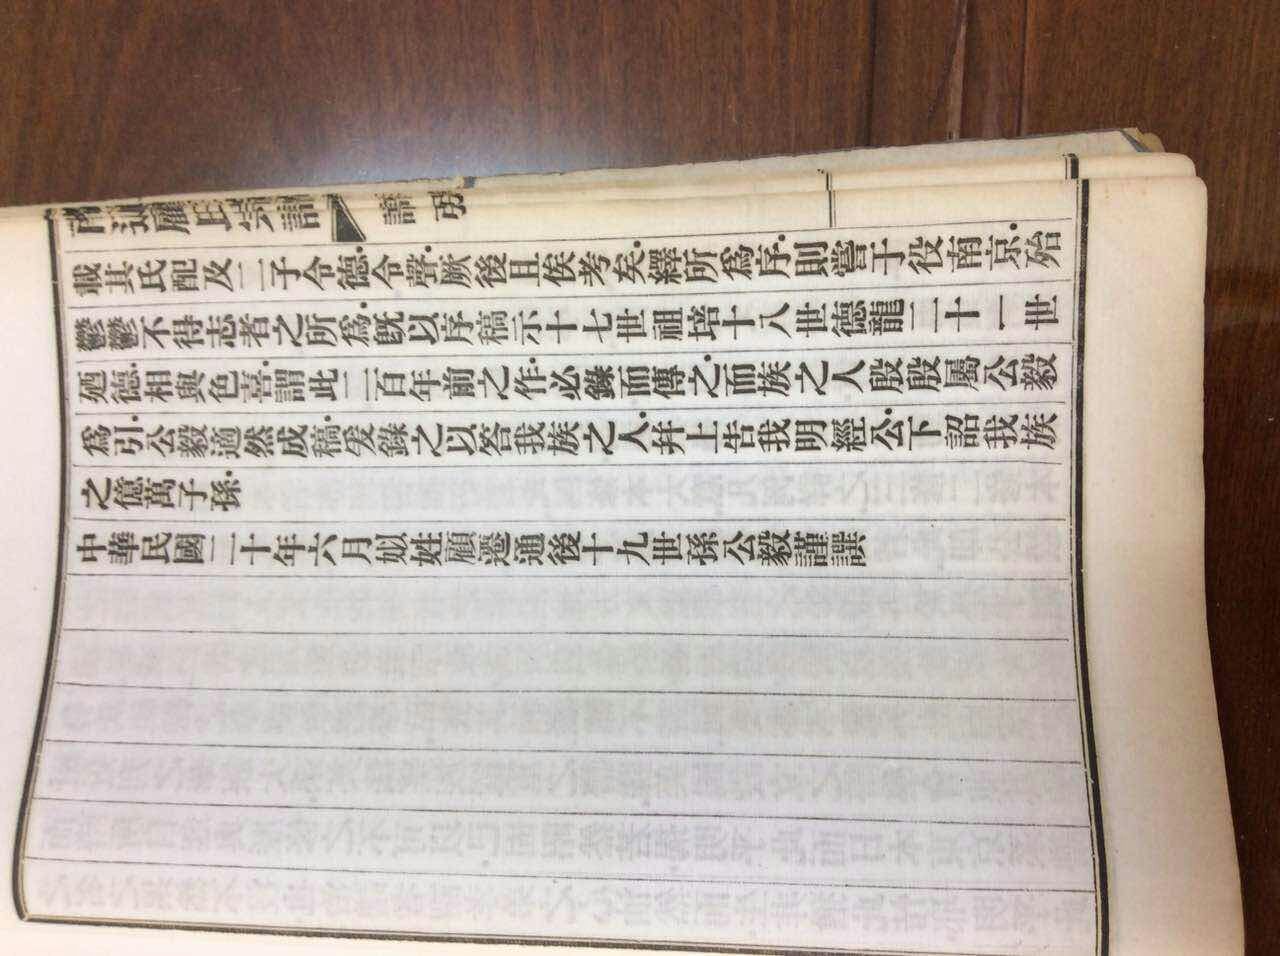 南通顧氏宗譜 譜引
載其氏配及二子令德.令聲.厥後且俟考矣.繹所為序.則嘗于役南京.殆
鬱鬱不得志者之所為.既以序稿示十七世祖培十八世德龍二十一世
廼德.相與色喜.謂此二百年前之作.必錄而傳之.而族之人殷殷屬公毅
為引.公毅適然成稿.爰錄之以答我族之人.并上告我明經公.下詔我族
之億萬子孫.
中華民國二十年六月姒姓顧遷通後十九世孫公毅謹譔